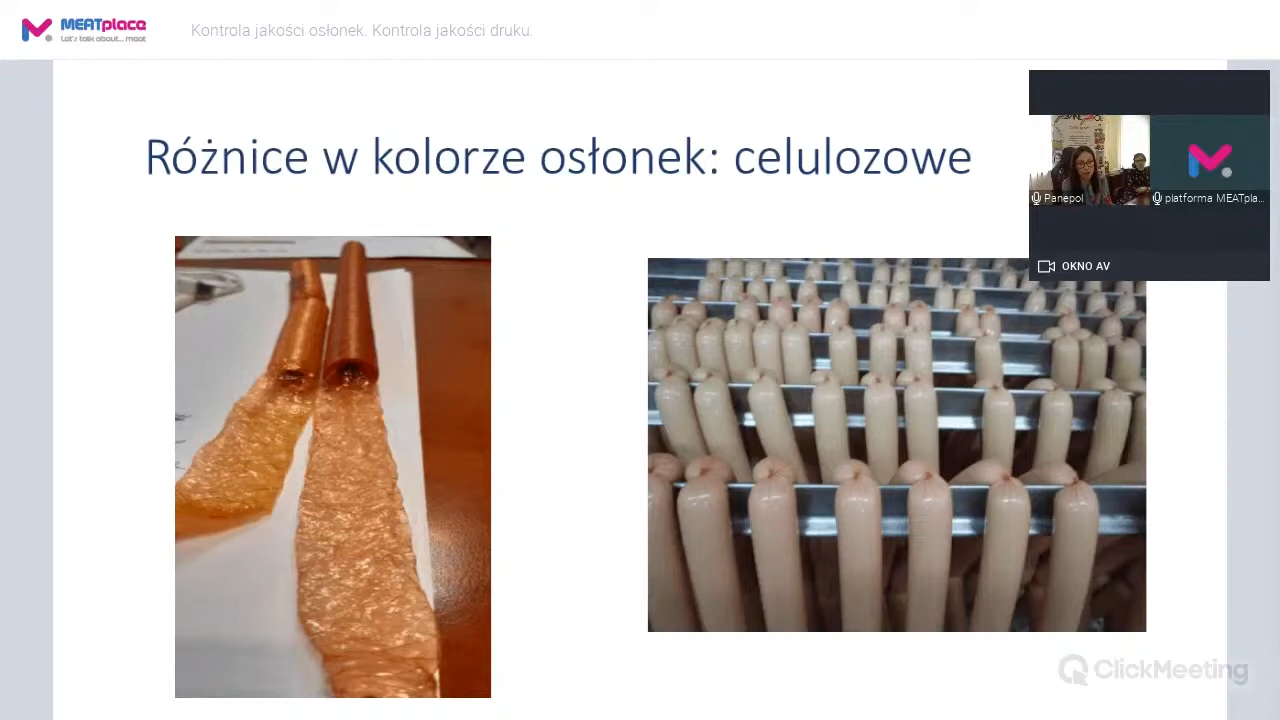 MEATplace
Let's talk about... meat
Kontrola jakości osłonek. Kontrola jakości druku.
Różnice w kolorze osłonek: celulozowe
Panepol
platforma MEATpla...
OKNO AV
ClickMeeting